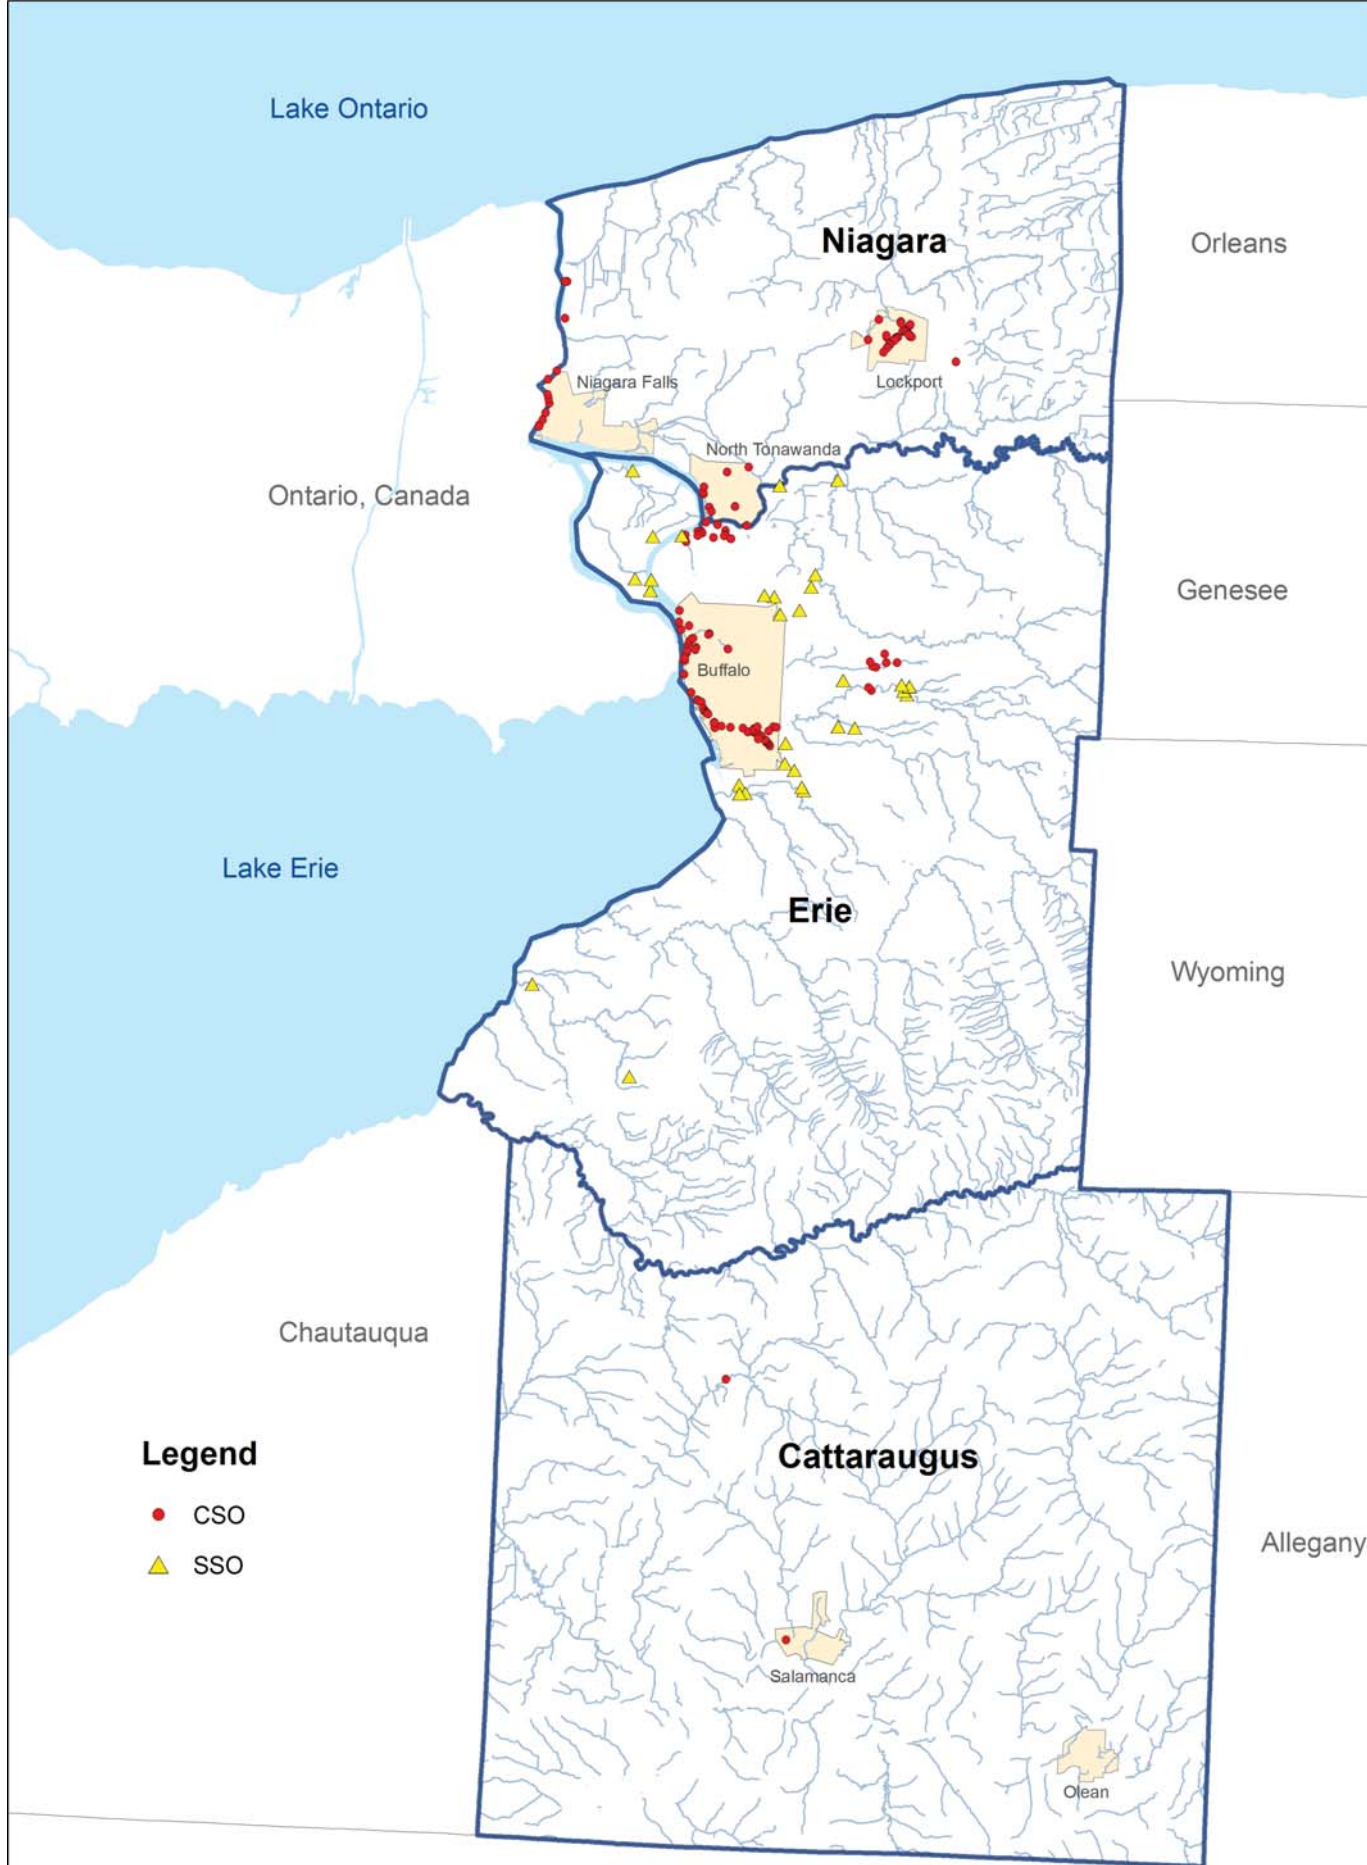 Lake Ontario
Niagara
Orleans
Niagara Falls
Lockport
North Tonawanda
Ontario, Canada
Genesee
Buffalo
Lake Erie
Erie
Wyoming
Chautauqua
Legend
Cattaraugus
CSO
Allegany
SSO
Salamanca
Olean